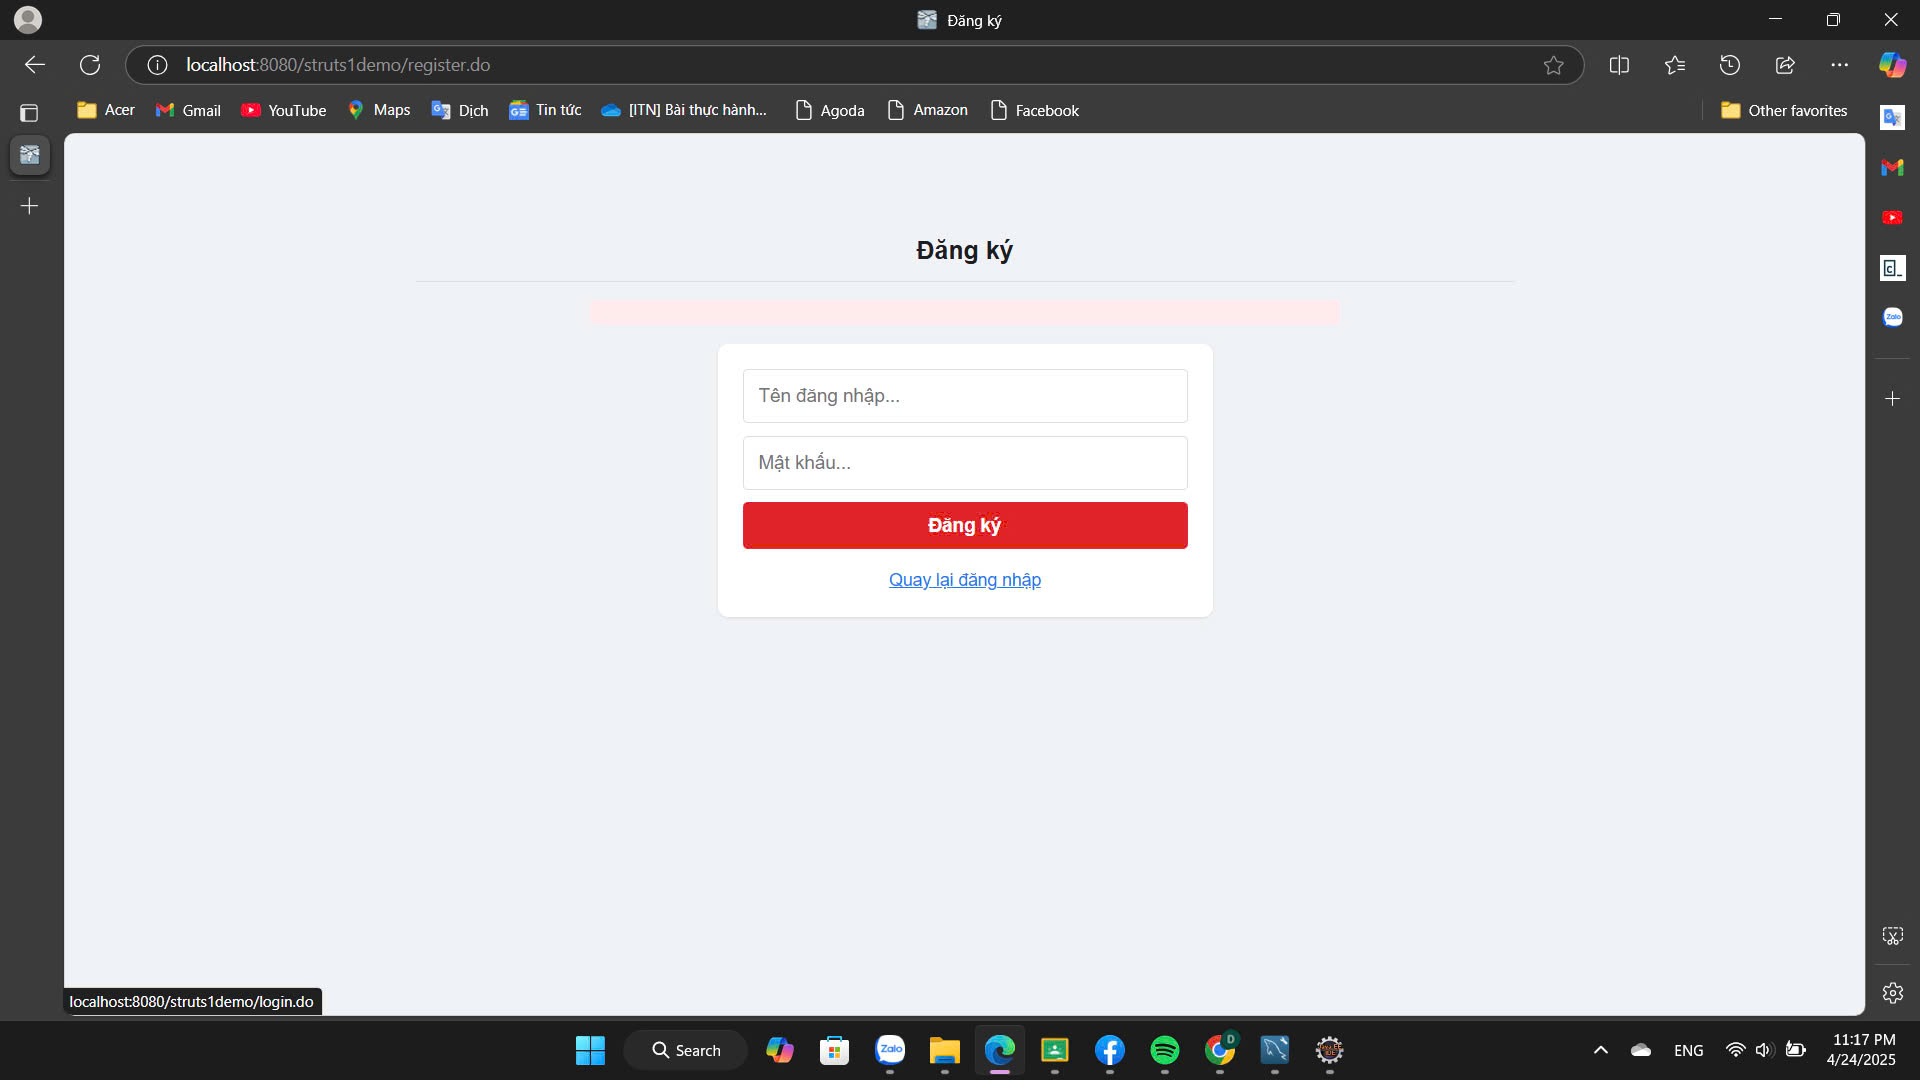 Đăng ký
localhost:8080/struts1demo/register.do
Acer
Gmail
YouTube
Maps
Dịch
Tin tức
[ITN] Bài thực hành...
Agoda
Amazon
Facebook
Other favorites
Đăng ký
Tên đăng nhập...
Mật khẩu...
Đăng ký
Quay lại đăng nhập
localhost:8080/struts1demo/login.do
Search
Zalo
D
ENG
11:17 PM
4/24/2025